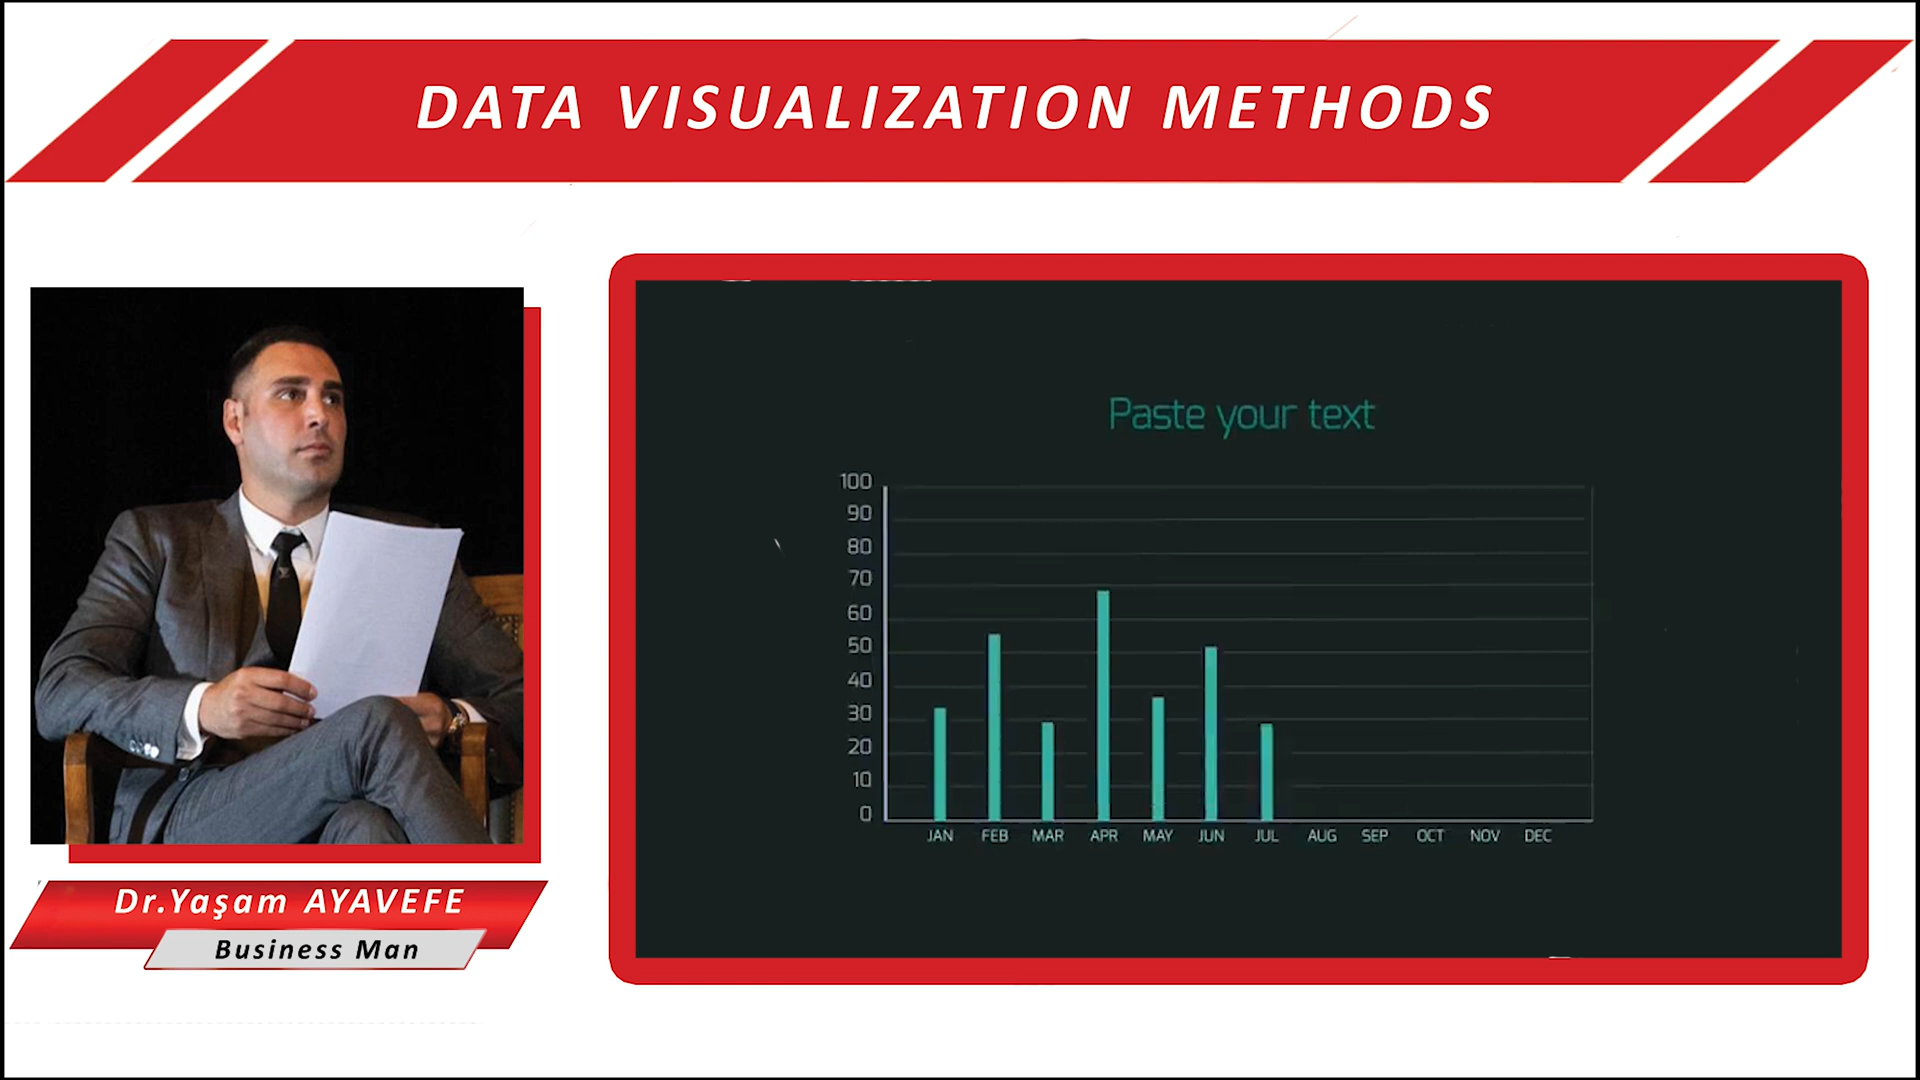 DATA VISUALIZATION METHODS
Paste your text
100
90
80
70
60
50
40
30
20
10
0
JAN FEB MAR APR MAY JUN JUL AUG SEP OCT NOV DEC
Dr.Yaşam AYAVEFE
Business Man